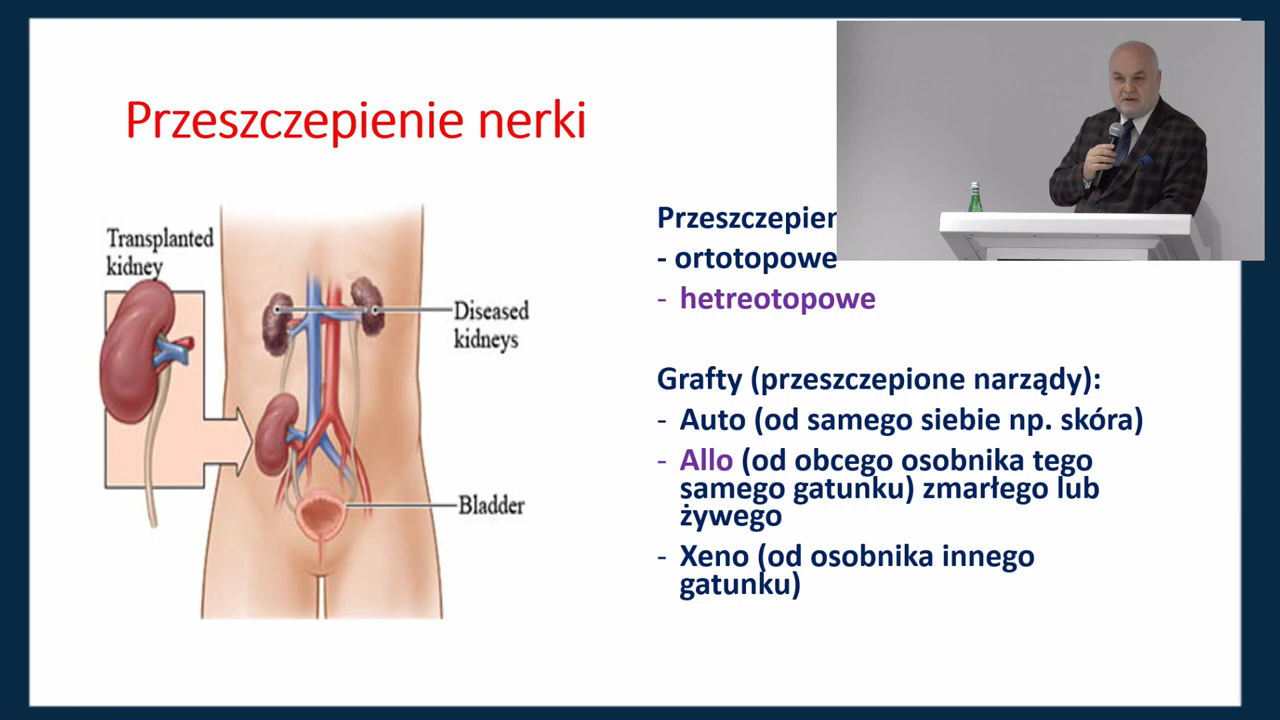 Przeszczepienie nerki
Transplanted
kidney
Diseased
kidneys
Bladder
- ortotopowe
- hetreotopowe
Grafty (przeszczepione narządy):
- Auto (od samego siebie np. skóra)
- Allo (od obcego osobnika tego
samego gatunku) zmarłego lub
żywego
- Xeno (od osobnika innego
gatunku)